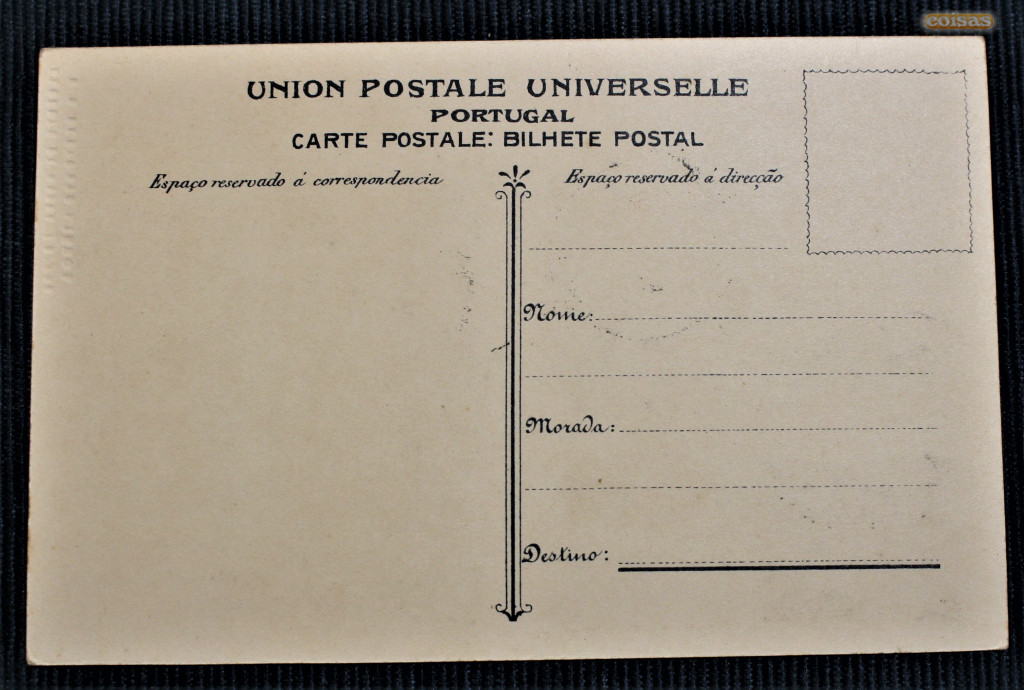 coisas
UNION POSTALE UNIVERSELLE
PORTUGAL
CARTE POSTALE: BILHETE POSTAL
Espaço reservado á correspondencia
Espaço reservado á direcção
Nome:
Morada:
Destino: